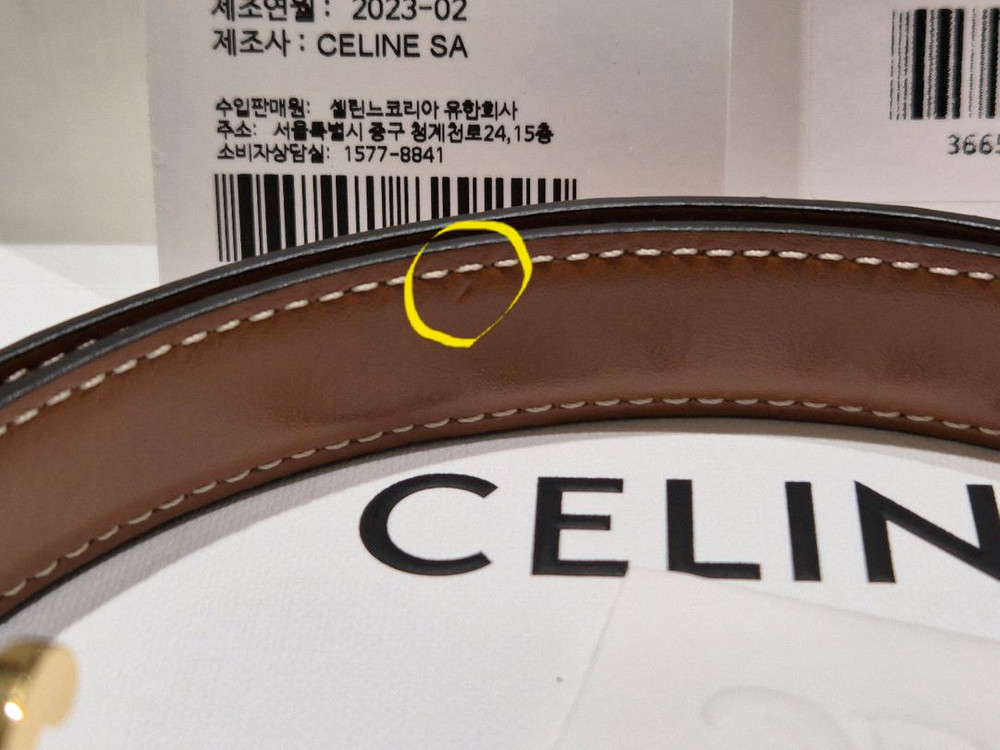 제조연월 : 2023-02
제조사 : CELINE SA
수입판매원: 셀린느코리아 유한회사
주소: 서울특별시 중구 청계천로24,15층
소비자상담실: 1577-8841
3665
CELIN